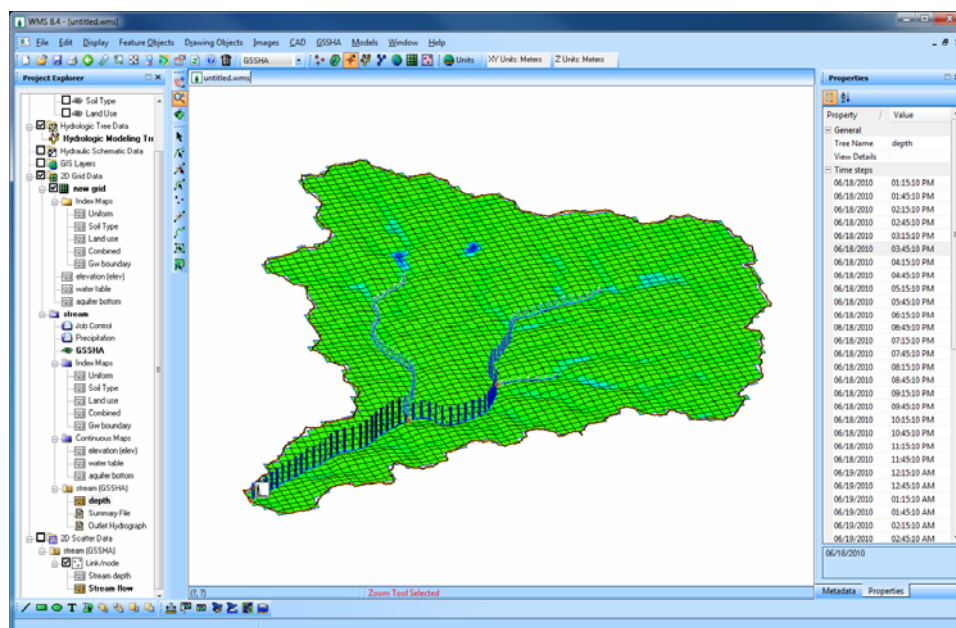 WMS 8.4 - [untitled.wms]
File Edit Display Feature Objects Drawing Objects Images CAD GSSHA Models Window Help
GSSHA Units XY Units: Meters Z Units: Meters
Project Explorer
Soil Type
Land Use
Hydrologic Tree Data
Hydrologic Modeling Tre
Hydraulic Schematic Data
GIS Layers
2D Grid Data
new grid
Index Maps
Uniform
Soil Type
Land use
Combined
Gw boundary
elevation (elev)
water table
aquifer bottom
stream
Job Control
Precipitation
GSSHA
Index Maps
Uniform
Soil Type
Land use
Combined
Gw boundary
Continuous Maps
elevation (elev)
water table
aquifer bottom
stream (GSSHA)
depth
Summary File
Outlet Hydrograph
2D Scatter Data
stream (GSSHA)
Link/node
Stream depth
Stream flow
untitled.wms
(?, ?) Zoom Tool Selected
Properties
Property / Value
General
Tree Name depth
View Details
Time steps
06/18/2010 01:15:10 PM
06/18/2010 01:45:10 PM
06/18/2010 02:15:10 PM
06/18/2010 02:45:10 PM
06/18/2010 03:15:10 PM
06/18/2010 03:45:10 PM
06/18/2010 04:15:10 PM
06/18/2010 04:45:10 PM
06/18/2010 05:15:10 PM
06/18/2010 05:45:10 PM
06/18/2010 06:15:10 PM
06/18/2010 06:45:10 PM
06/18/2010 07:15:10 PM
06/18/2010 07:45:10 PM
06/18/2010 08:15:10 PM
06/18/2010 08:45:10 PM
06/18/2010 09:15:10 PM
06/18/2010 09:45:10 PM
06/18/2010 10:15:10 PM
06/18/2010 10:45:10 PM
06/18/2010 11:15:10 PM
06/18/2010 11:45:10 PM
06/19/2010 12:15:10 AM
06/19/2010 12:45:10 AM
06/19/2010 01:15:10 AM
06/19/2010 01:45:10 AM
06/19/2010 02:15:10 AM
06/19/2010 02:45:10 AM
06/18/2010
Metadata Properties